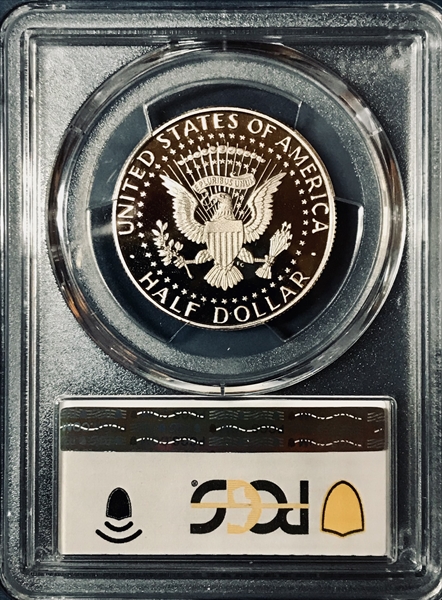 UNITED STATES OF AMERICA
E PLURIBUS UNUM
HALF DOLLAR
PCGS